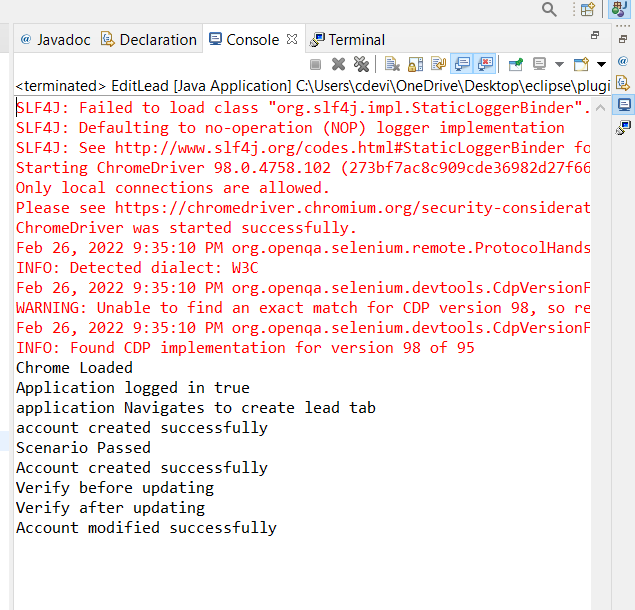 @ Javadoc Declaration Console Terminal
<terminated> EditLead [Java Application] C:\Users\cdevi\OneDrive\Desktop\eclipse\plugi
SLF4J: Failed to load class "org.slf4j.impl.StaticLoggerBinder".
SLF4J: Defaulting to no-operation (NOP) logger implementation
SLF4J: See http://www.slf4j.org/codes.html#StaticLoggerBinder fo
Starting ChromeDriver 98.0.4758.102 (273bf7ac8c909cde36982d27f66
Only local connections are allowed.
Please see https://chromedriver.chromium.org/security-considerat
ChromeDriver was started successfully.
Feb 26, 2022 9:35:10 PM org.openqa.selenium.remote.ProtocolHands
INFO: Detected dialect: W3C
Feb 26, 2022 9:35:10 PM org.openqa.selenium.devtools.CdpVersionF
WARNING: Unable to find an exact match for CDP version 98, so re
Feb 26, 2022 9:35:10 PM org.openqa.selenium.devtools.CdpVersionF
INFO: Found CDP implementation for version 98 of 95
Chrome Loaded
Application logged in true
application Navigates to create lead tab
account created successfully
Scenario Passed
Account created successfully
Verify before updating
Verify after updating
Account modified successfully